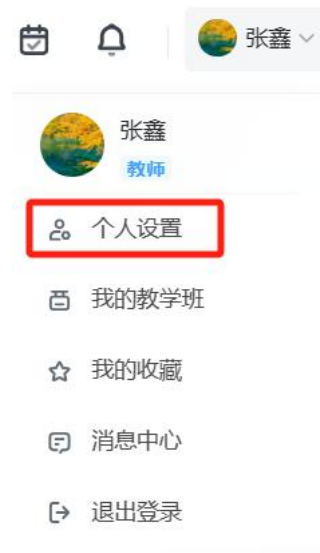 张鑫
张鑫
教师
个人设置
我的教学班
我的收藏
消息中心
退出登录